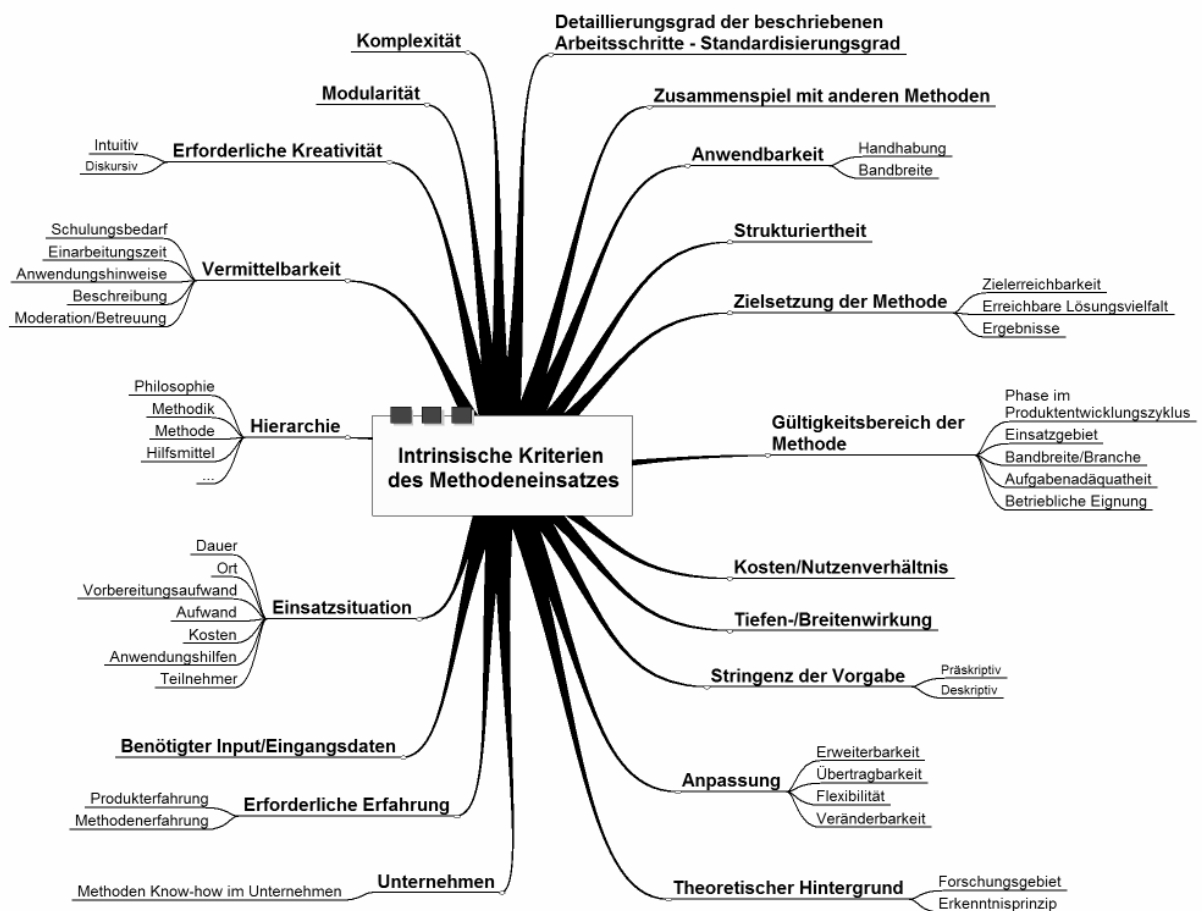 Intrinsische Kriterien
des Methodeneinsatzes
Detaillierungsgrad der beschriebenen
Arbeitsschritte - Standardisierungsgrad
Zusammenspiel mit anderen Methoden
Anwendbarkeit
Handhabung
Bandbreite
Strukturiertheit
Zielsetzung der Methode
Zielerreichbarkeit
Erreichbare Lösungsvielfalt
Ergebnisse
Gültigkeitsbereich der
Methode
Phase im
Produktentwicklungszyklus
Einsatzgebiet
Bandbreite/Branche
Aufgabenadäquatheit
Betriebliche Eignung
Kosten/Nutzenverhältnis
Tiefen-/Breitenwirkung
Stringenz der Vorgabe
Präskriptiv
Deskriptiv
Anpassung
Erweiterbarkeit
Übertragbarkeit
Flexibilität
Veränderbarkeit
Theoretischer Hintergrund
Forschungsgebiet
Erkenntnisprinzip
Komplexität
Modularität
Erforderliche Kreativität
Intuitiv
Diskursiv
Vermittelbarkeit
Schulungsbedarf
Einarbeitungszeit
Anwendungshinweise
Beschreibung
Moderation/Betreuung
Hierarchie
Philosophie
Methodik
Methode
Hilfsmittel
...
Einsatzsituation
Dauer
Ort
Vorbereitungsaufwand
Aufwand
Kosten
Anwendungshilfen
Teilnehmer
Benötigter Input/Eingangsdaten
Erforderliche Erfahrung
Produkterfahrung
Methodenerfahrung
Unternehmen
Methoden Know-how im Unternehmen